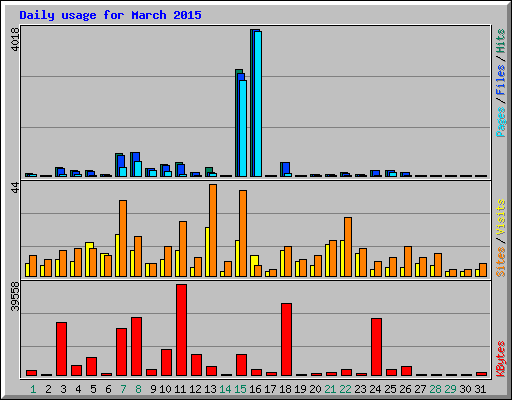 Daily usage for March 2015
4018
Pages/Files/Hits
44
Sites/Visits
39558
KBytes
1 2 3 4 5 6 7 8 9 10 11 12 13 14 15 16 17 18 19 20 21 22 23 24 25 26 27 28 29 30 31